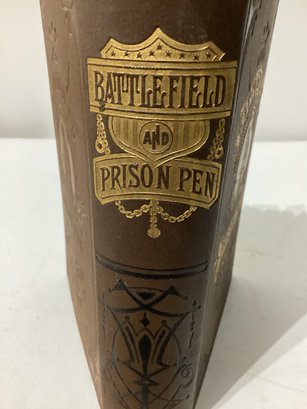 BATTLEFIELD
AND
PRISON PEN